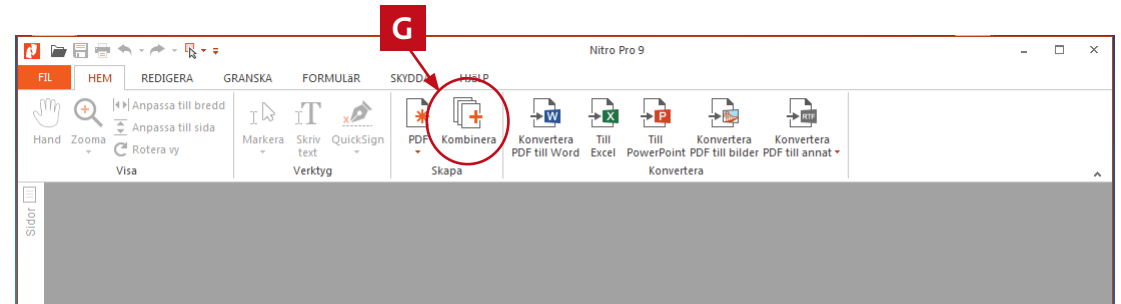 G
Nitro Pro 9
FIL HEM REDIGERA GRANSKA FORMULäR SKYDDA HJäLP
Anpassa till bredd
Anpassa till sida
Rotera vy
Hand Zooma
Markera Skriv text QuickSign
PDF Kombinera
Konvertera PDF till Word
Till Excel
Till PowerPoint
Konvertera PDF till bilder
Konvertera PDF till annat
W X P RTF
Visa Verktyg Skapa Konvertera
Sidor